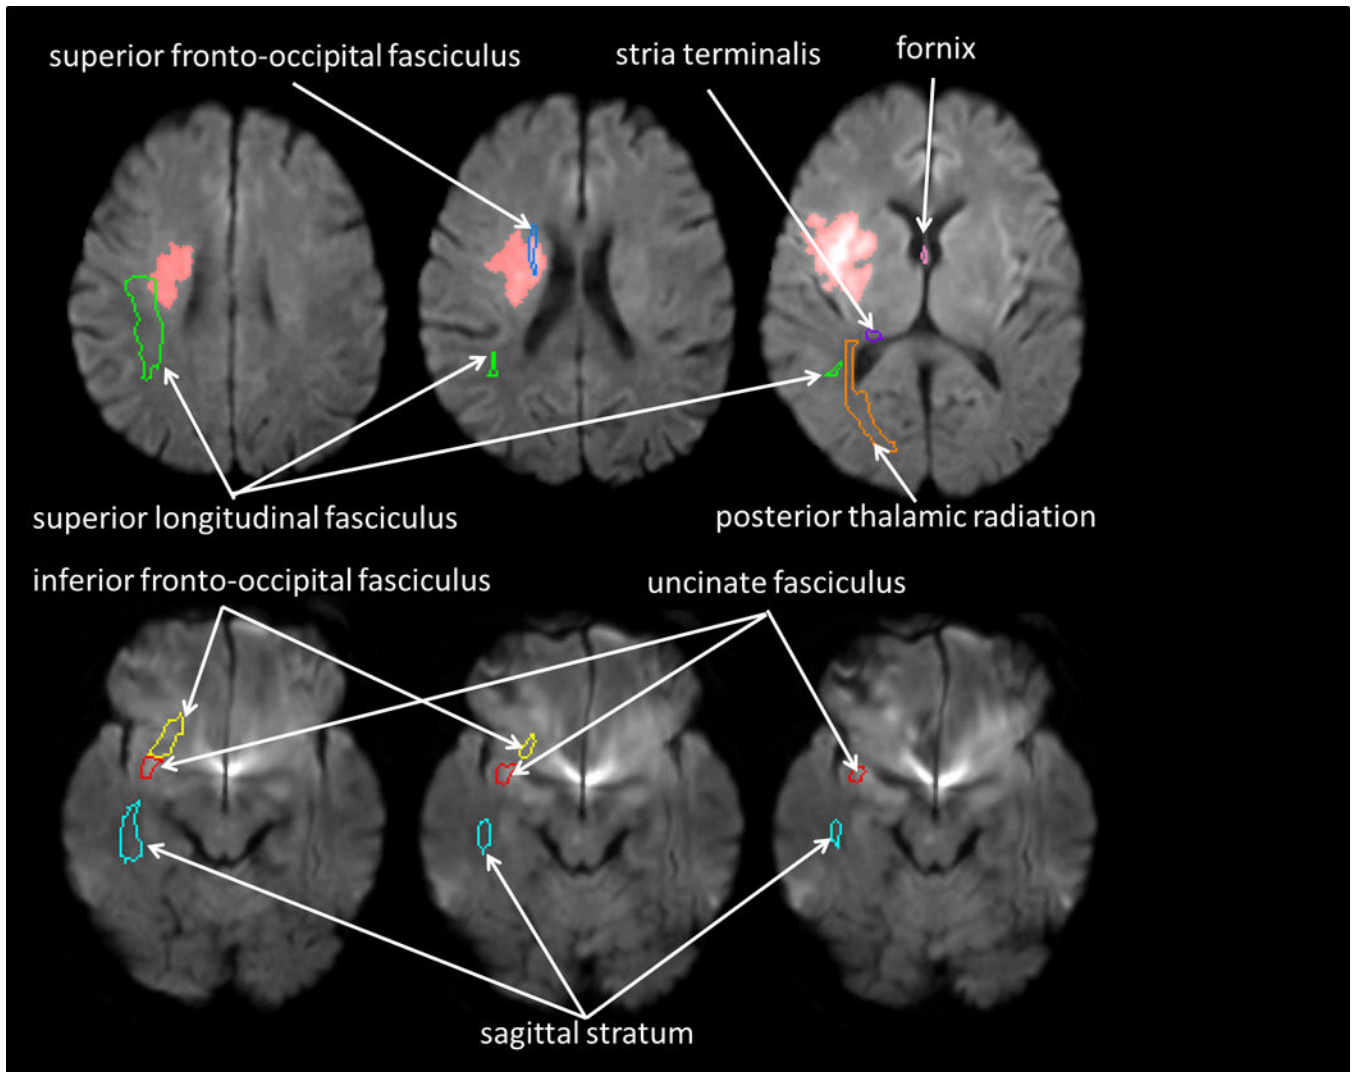 superior fronto-occipital fasciculus
stria terminalis
fornix
superior longitudinal fasciculus
posterior thalamic radiation
inferior fronto-occipital fasciculus
uncinate fasciculus
sagittal stratum